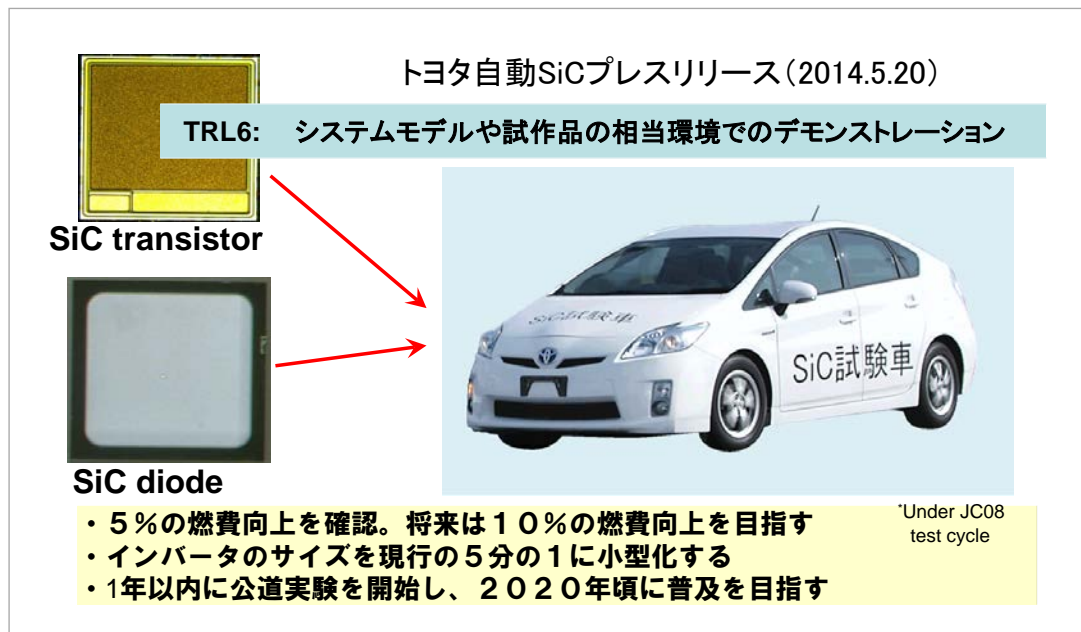 トヨタ自動SiCプレスリリース（2014.5.20）
TRL6: システムモデルや試作品の相当環境でのデモンストレーション
SiC transistor
SiC試験車
SiC試験車
SiC diode
・５％の燃費向上を確認。将来は１０％の燃費向上を目指す
・インバータのサイズを現行の５分の１に小型化する
・1年以内に公道実験を開始し、２０２０年頃に普及を目指す
*Under JC08
test cycle